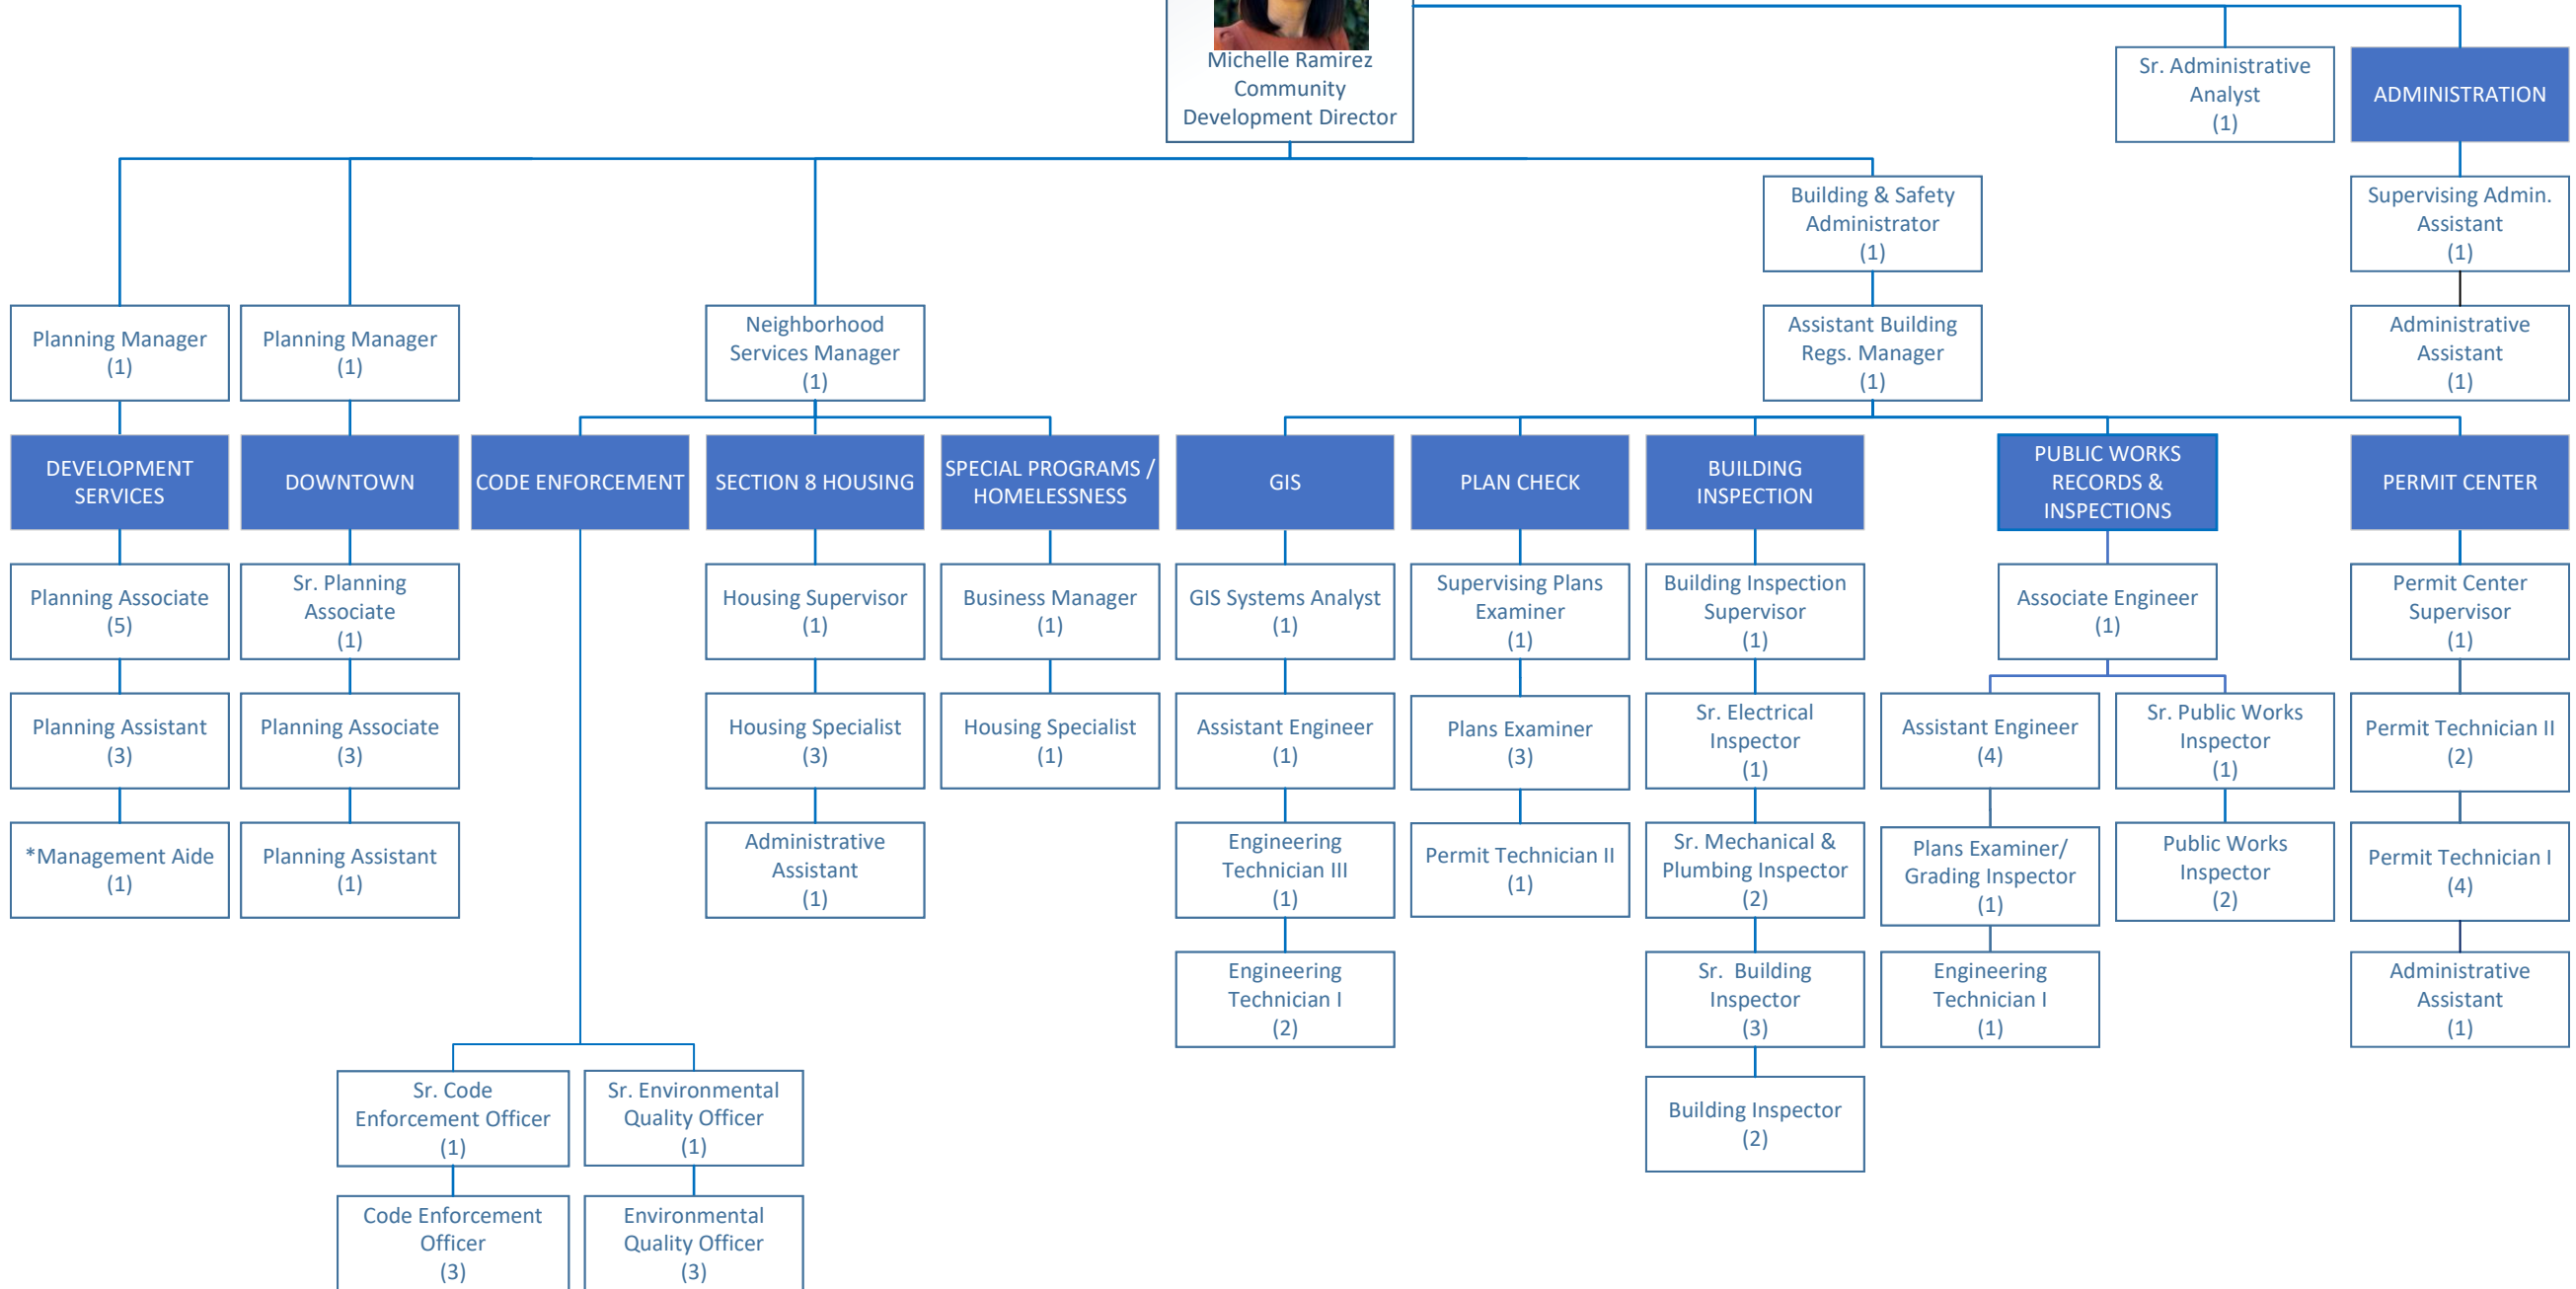 Michelle Ramirez
Community
Development Director
Sr. Administrative
Analyst
(1)
ADMINISTRATION
Building & Safety
Administrator
(1)
Supervising Admin.
Assistant
(1)
Planning Manager
(1)
Planning Manager
(1)
Neighborhood
Services Manager
(1)
Assistant Building
Regs. Manager
(1)
Administrative
Assistant
(1)
DEVELOPMENT
SERVICES
DOWNTOWN
CODE ENFORCEMENT
SECTION 8 HOUSING
SPECIAL PROGRAMS /
HOMELESSNESS
GIS
PLAN CHECK
BUILDING
INSPECTION
PUBLIC WORKS
RECORDS &
INSPECTIONS
PERMIT CENTER
Planning Associate
(5)
Sr. Planning
Associate
(1)
Housing Supervisor
(1)
Business Manager
(1)
GIS Systems Analyst
(1)
Supervising Plans
Examiner
(1)
Building Inspection
Supervisor
(1)
Associate Engineer
(1)
Permit Center
Supervisor
(1)
Planning Assistant
(3)
Planning Associate
(3)
Housing Specialist
(3)
Housing Specialist
(1)
Assistant Engineer
(1)
Plans Examiner
(3)
Sr. Electrical
Inspector
(1)
Assistant Engineer
(4)
Sr. Public Works
Inspector
(1)
Permit Technician II
(2)
*Management Aide
(1)
Planning Assistant
(1)
Administrative
Assistant
(1)
Engineering
Technician III
(1)
Permit Technician II
(1)
Sr. Mechanical &
Plumbing Inspector
(2)
Plans Examiner/
Grading Inspector
(1)
Public Works
Inspector
(2)
Permit Technician I
(4)
Engineering
Technician I
(2)
Sr. Building
Inspector
(3)
Engineering
Technician I
(1)
Administrative
Assistant
(1)
Sr. Code
Enforcement Officer
(1)
Sr. Environmental
Quality Officer
(1)
Building Inspector
(2)
Code Enforcement
Officer
(3)
Environmental
Quality Officer
(3)